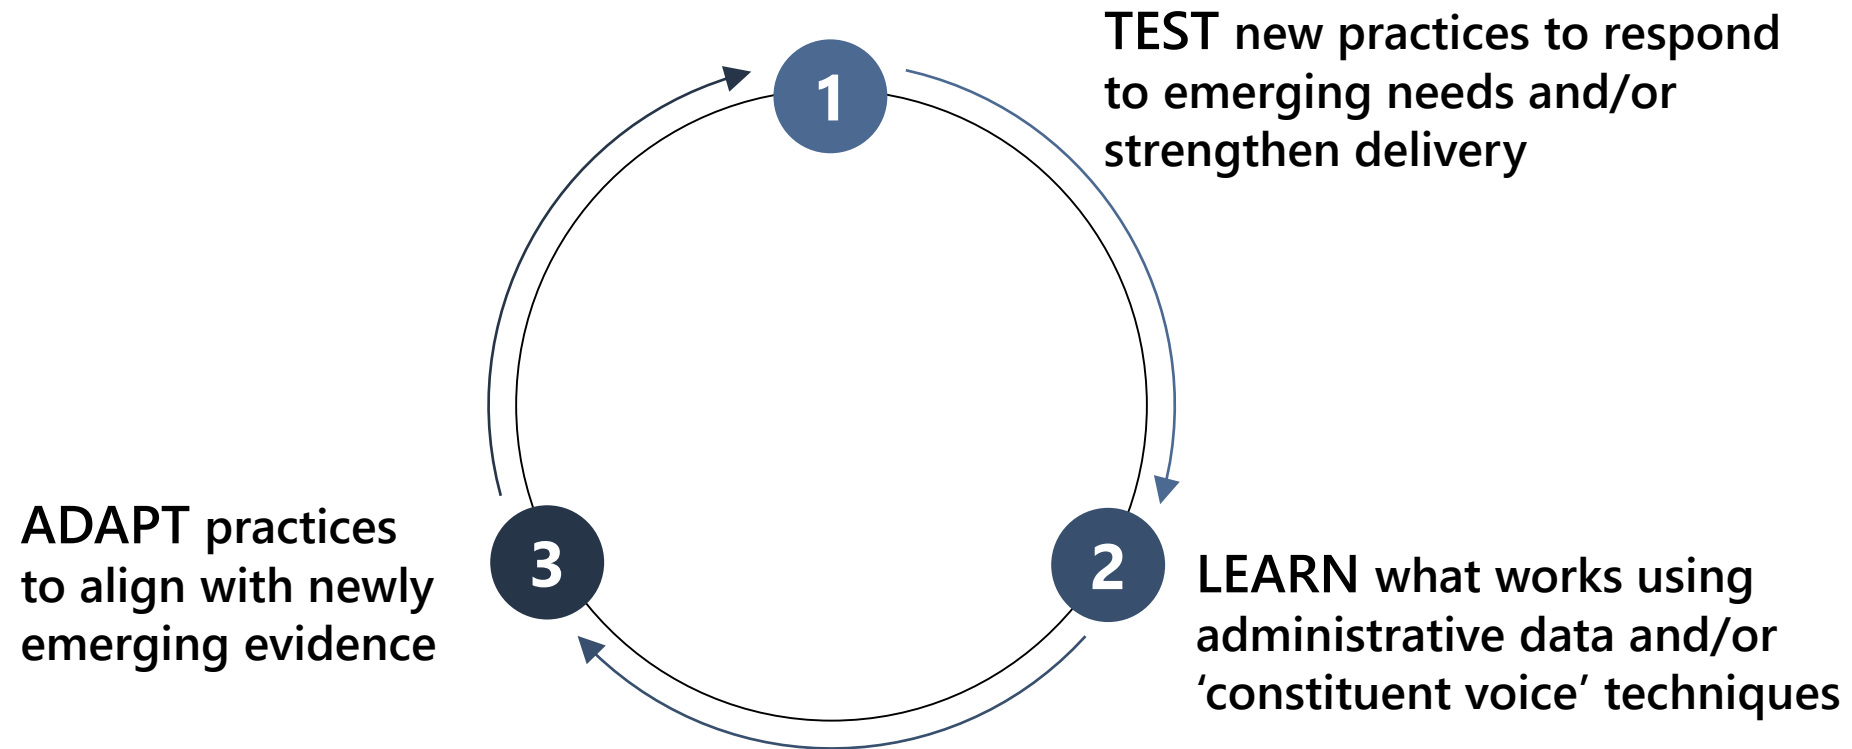 1
TEST new practices to respond
to emerging needs and/or
strengthen delivery
2
LEARN what works using
administrative data and/or
‘constituent voice’ techniques
3
ADAPT practices
to align with newly
emerging evidence